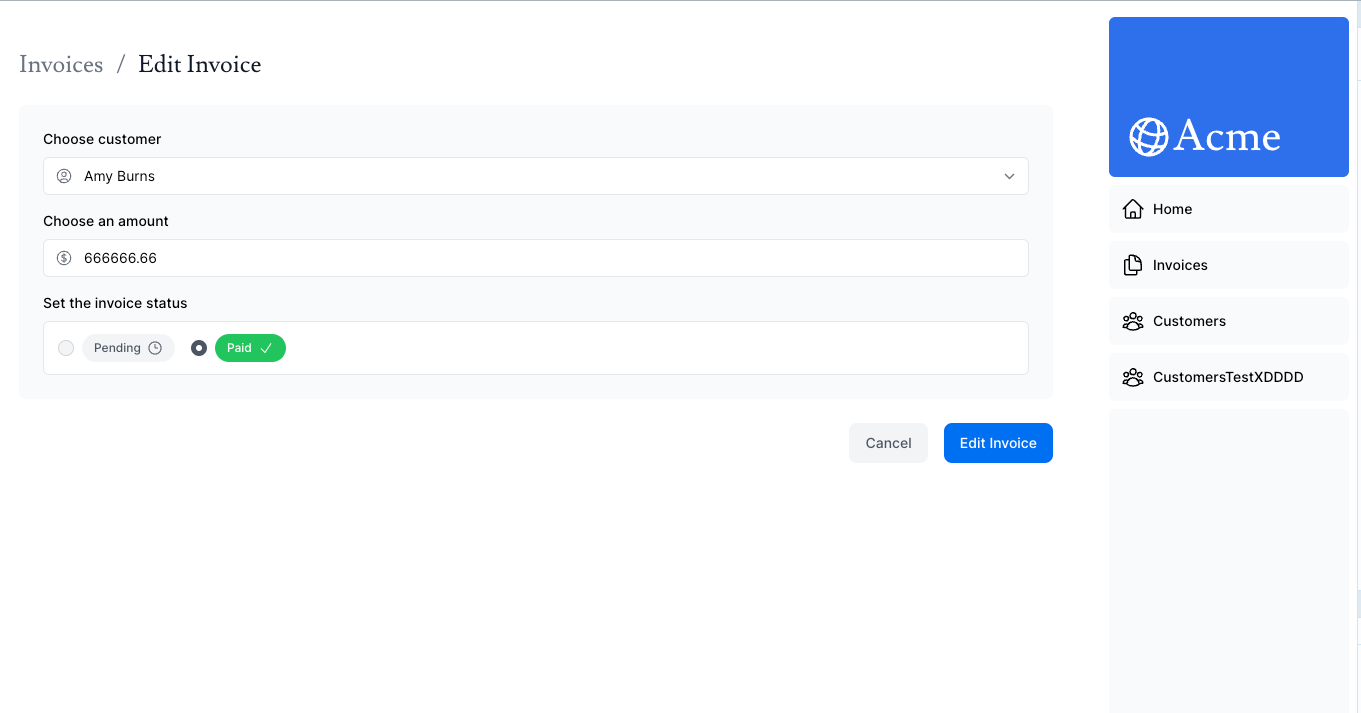 Invoices / Edit Invoice
Choose customer
Amy Burns
Choose an amount
666666.66
Set the invoice status
Pending Paid
Cancel Edit Invoice
Acme
Home
Invoices
Customers
CustomersTestXDDDD